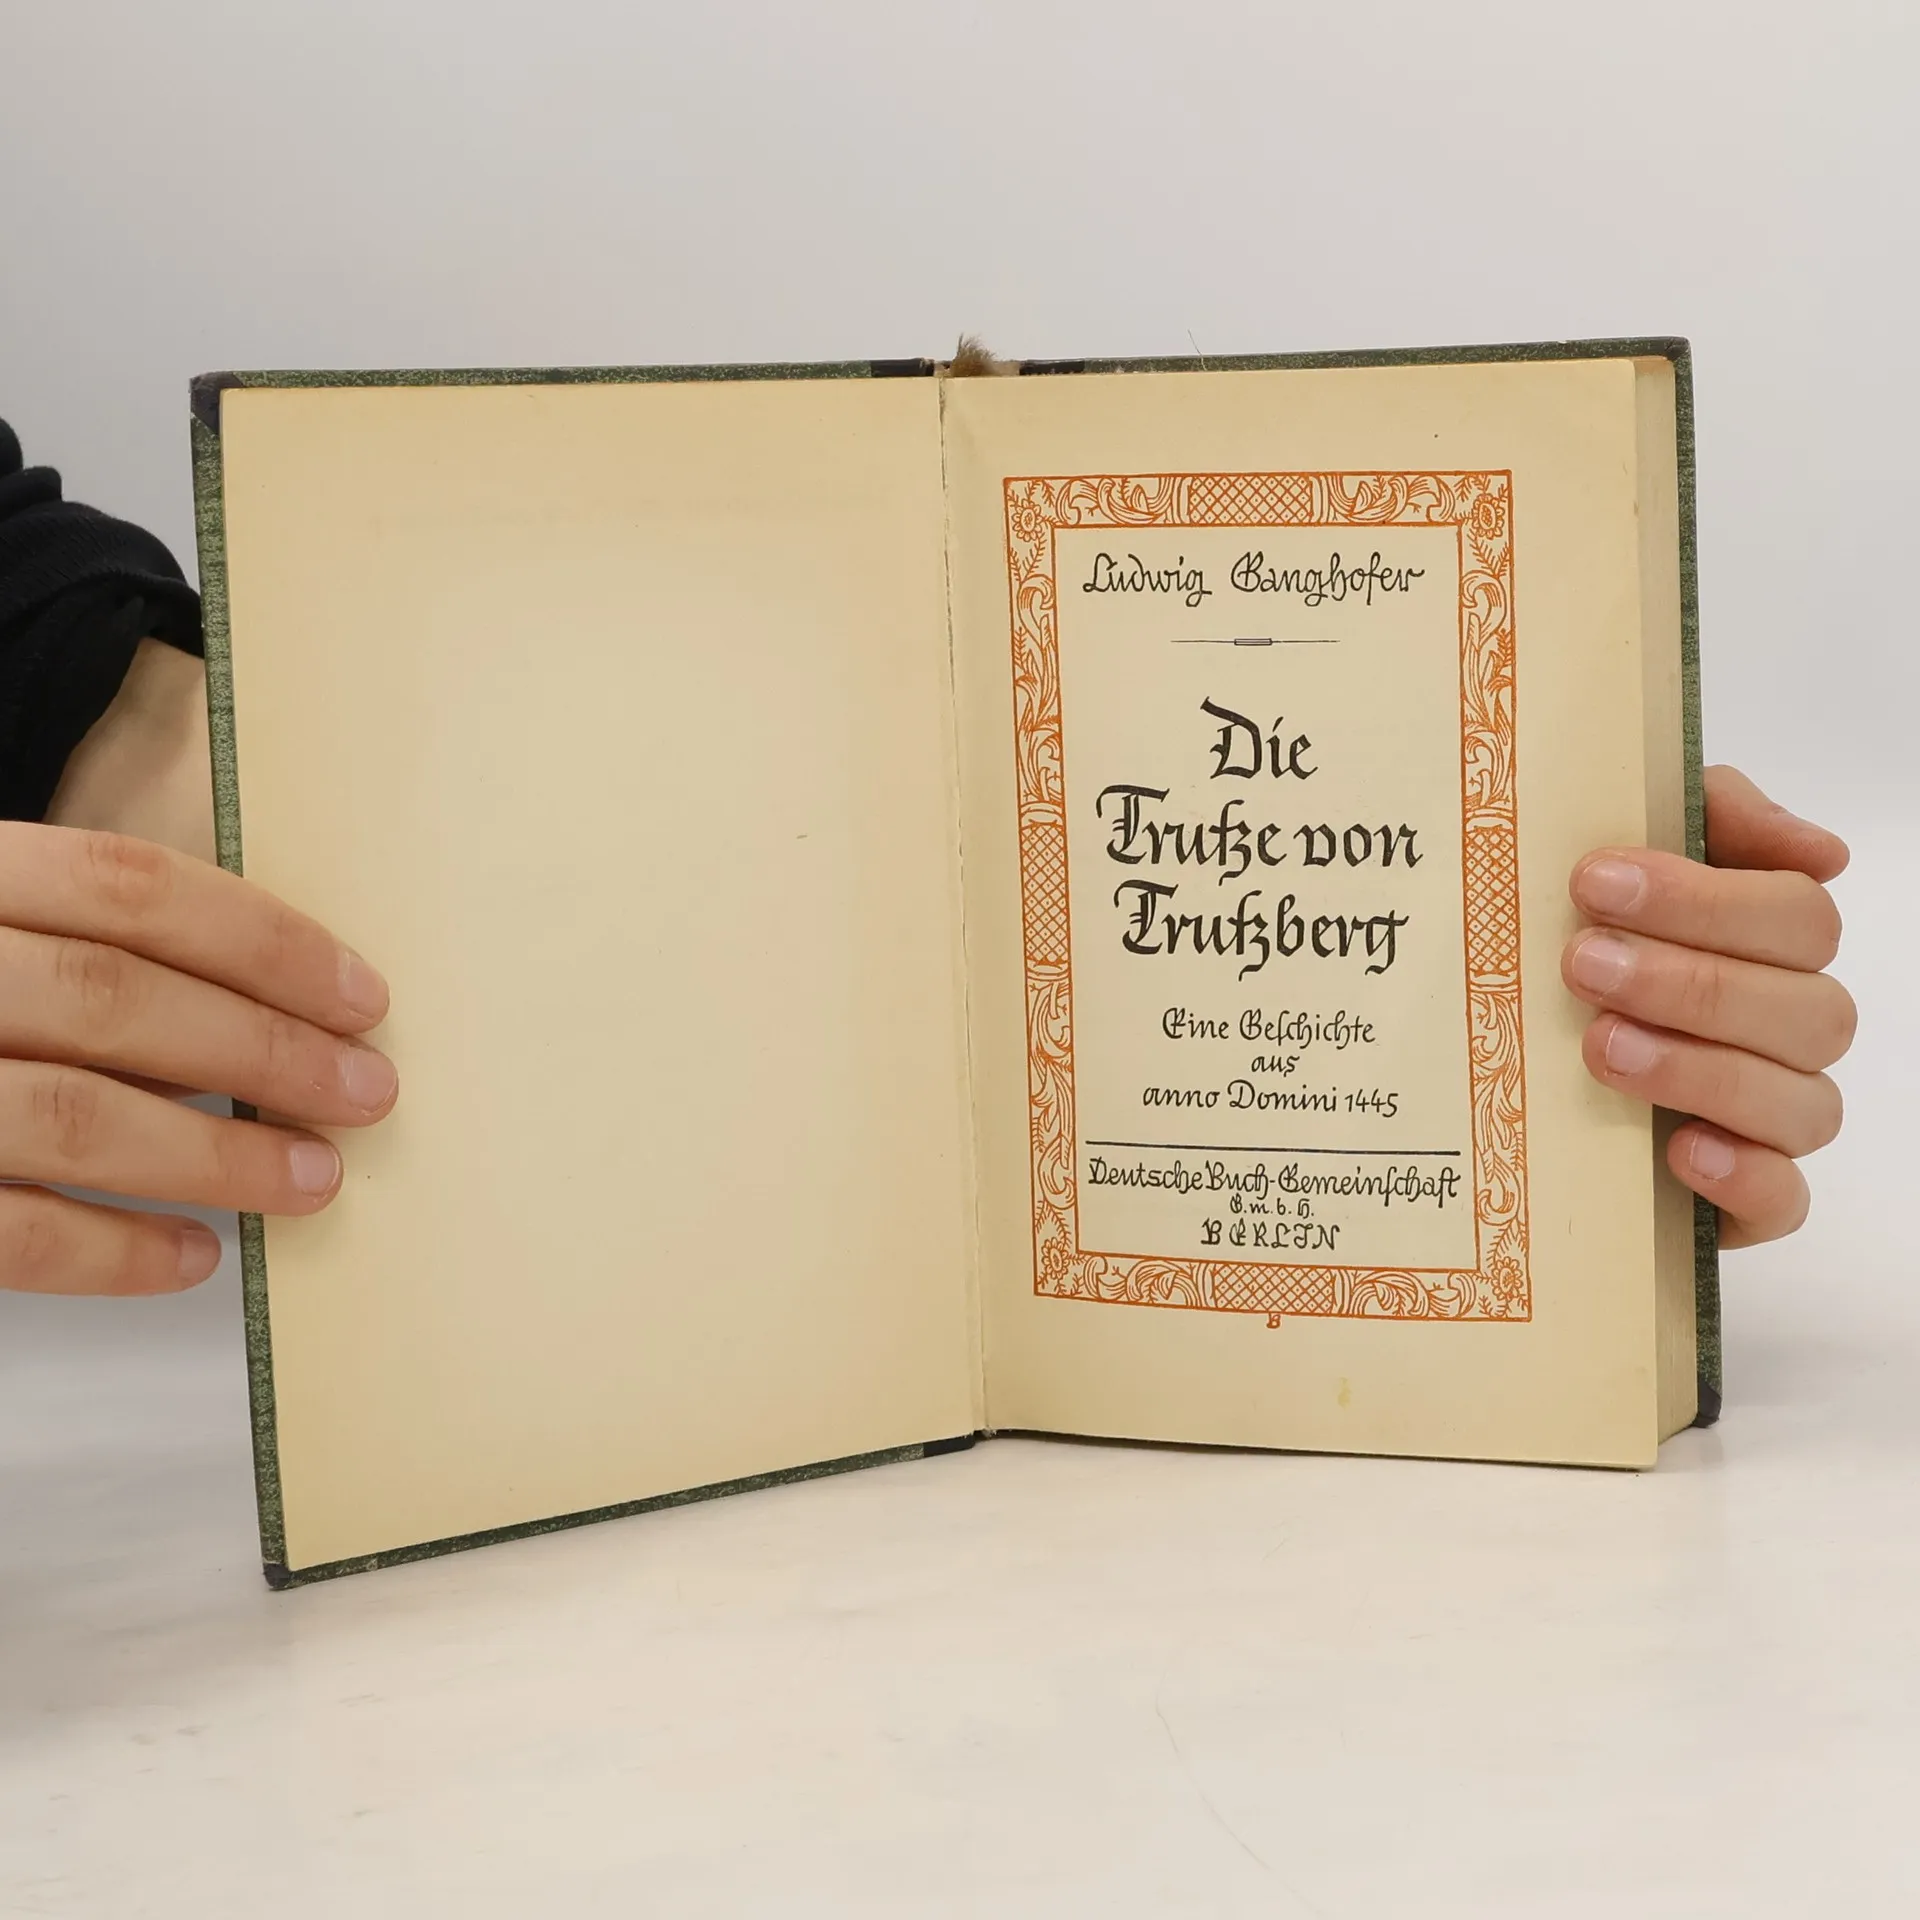 Ludwig Ganghofer
Die
Trutze von
Trutzberg
Eine Geſchichte
aus
anno Domini 1445
Deutsche Buch-Gemeinſchaft
G.m.b.H.
BERLIN
B